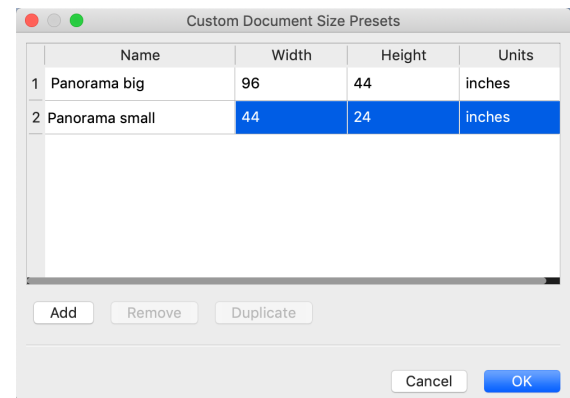 Custom Document Size Presets
Name Width Height Units
1 Panorama big 96 44 inches
2 Panorama small 44 24 inches
Add Remove Duplicate
Cancel OK